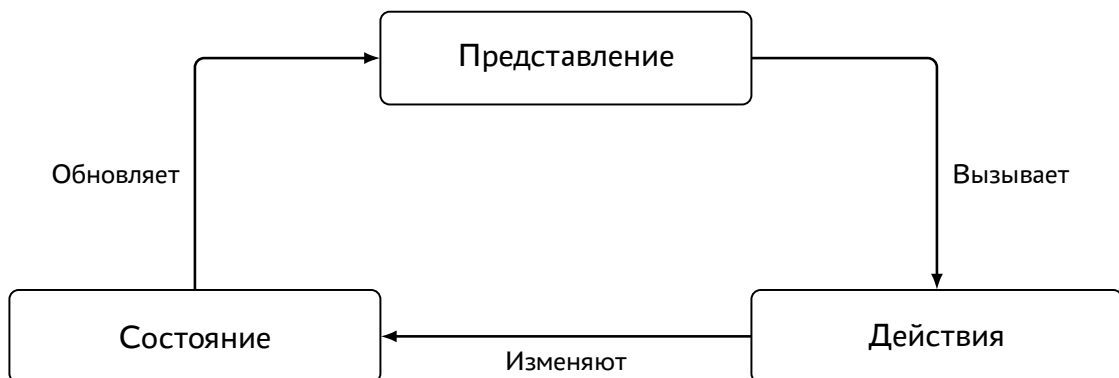 Представление
Обновляет
Вызывает
Состояние
Изменяют
Действия